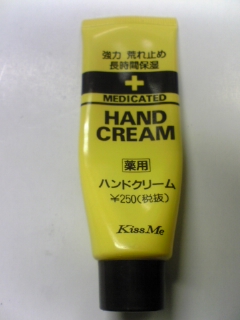 強力 荒れ止め
長時間保湿
MEDICATED
HAND
CREAM
薬用
ハンドクリーム
¥250(税抜)
KissMe